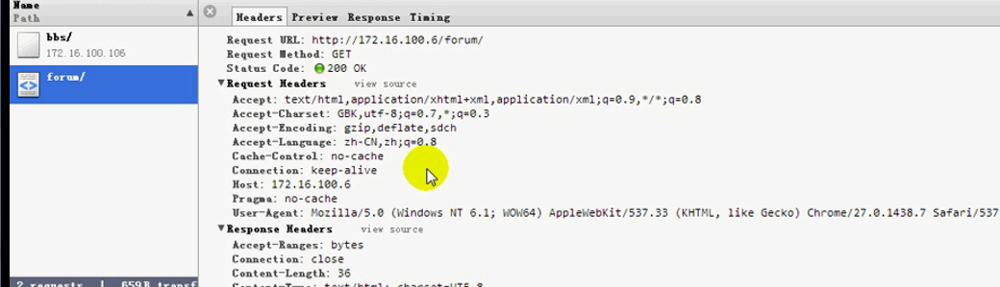 Name
Path
Headers Preview Response Timing
bbs/
172.16.100.106
forum/
Request URL: http://172.16.100.6/forum/
Request Method: GET
Status Code: 200 OK
Request Headers view source
Accept: text/html,application/xhtml+xml,application/xml;q=0.9,*/*;q=0.8
Accept-Charset: GBK,utf-8;q=0.7,*;q=0.3
Accept-Encoding: gzip,deflate,sdch
Accept-Language: zh-CN,zh;q=0.8
Cache-Control: no-cache
Connection: keep-alive
Host: 172.16.100.6
Pragma: no-cache
User-Agent: Mozilla/5.0 (Windows NT 6.1; WOW64) AppleWebKit/537.33 (KHTML, like Gecko) Chrome/27.0.1438.7 Safari/537
Response Headers view source
Accept-Ranges: bytes
Connection: close
Content-Length: 36
Content-Type: text/html; charset=UTF-8
2 requests | 659B transf